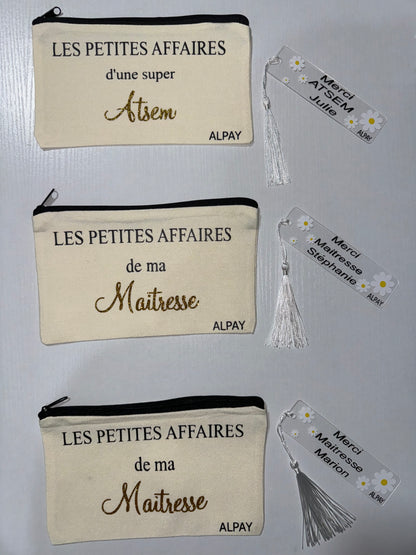 LES PETITES AFFAIRES
d'une super
Atsem
ALPAY
Merci
ATSEM
Julie
ALPAY
LES PETITES AFFAIRES
de ma
Maitresse
ALPAY
Merci
Maitresse
Stéphanie
ALPAY
LES PETITES AFFAIRES
de ma
Maitresse
ALPAY
Merci
Maitresse
Marion
ALPAY